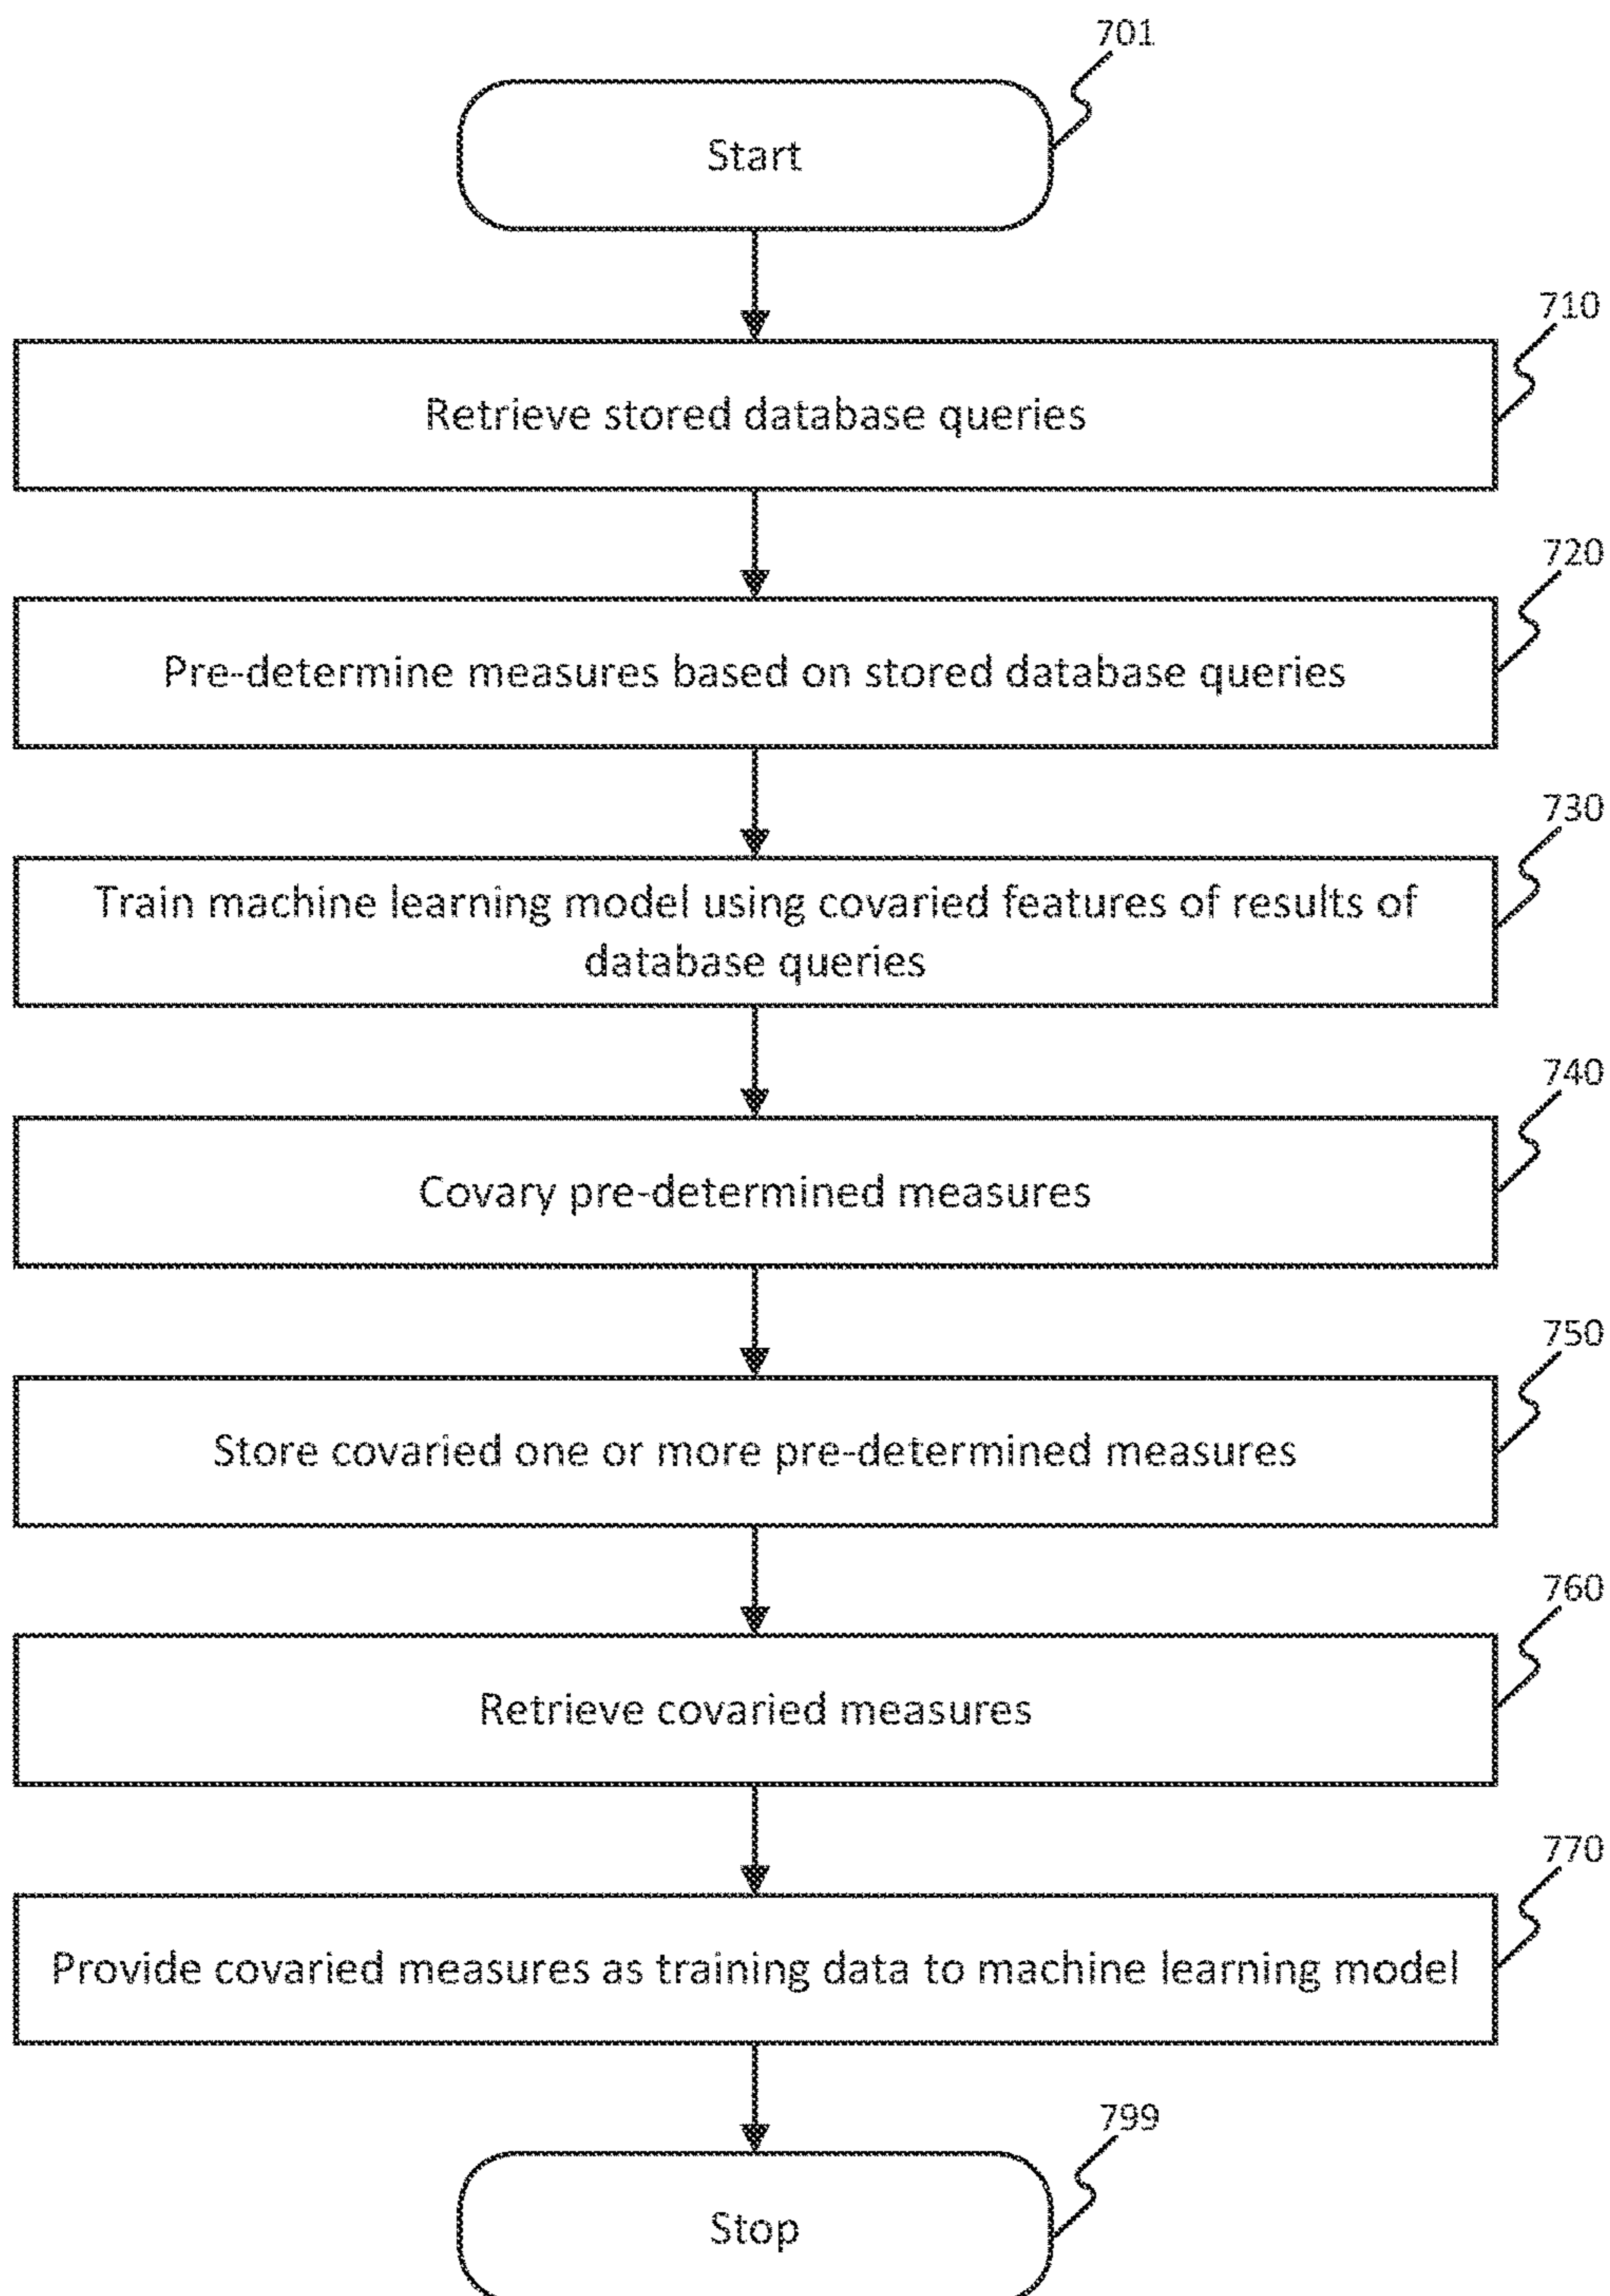 701
Start
710
Retrieve stored database queries
720
Pre-determine measures based on stored database queries
730
Train machine learning model using covaried features of results of
database queries
740
Covary pre-determined measures
750
Store covaried one or more pre-determined measures
760
Retrieve covaried measures
770
Provide covaried measures as training data to machine learning model
799
Stop